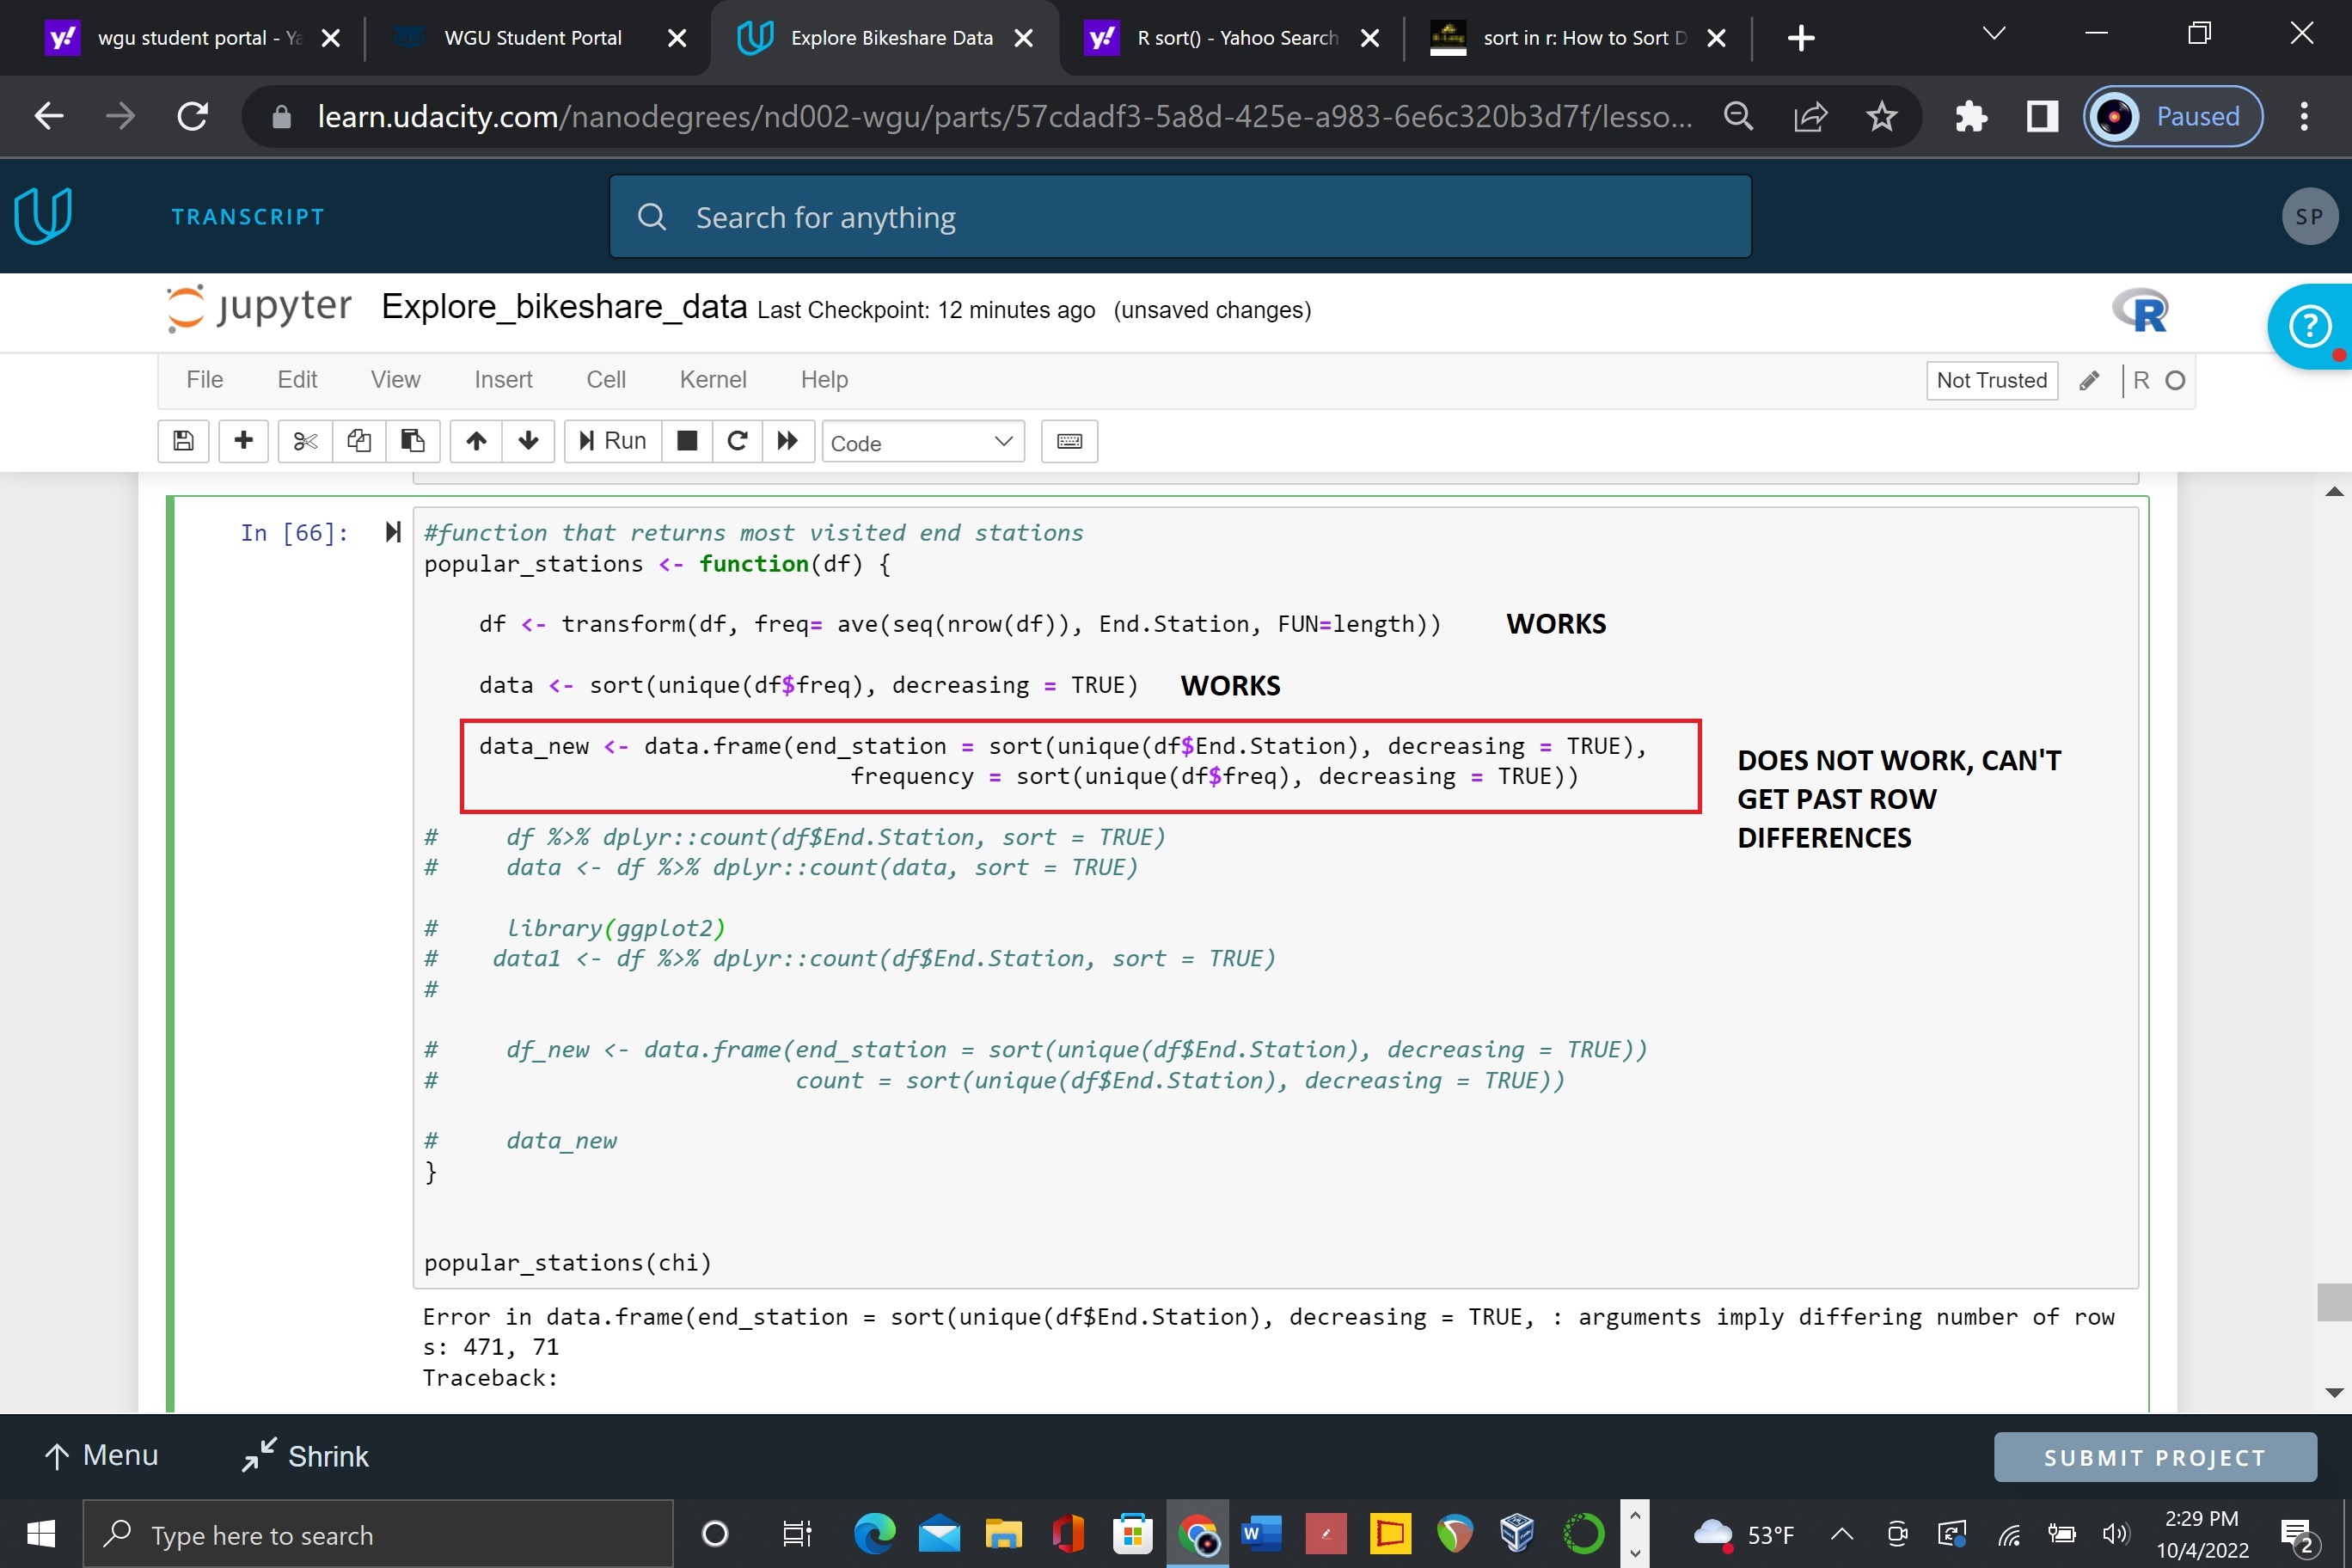 wgu student portal - Ya
WGU Student Portal
Explore Bikeshare Data
R sort() - Yahoo Search
sort in r: How to Sort D
learn.udacity.com/nanodegrees/nd002-wgu/parts/57cdadf3-5a8d-425e-a983-6e6c320b3d7f/lesso...
Paused
TRANSCRIPT
Search for anything
SP
jupyter Explore_bikeshare_data Last Checkpoint: 12 minutes ago (unsaved changes)
R
?
File Edit View Insert Cell Kernel Help
Not Trusted
R
Run
Code
In [66]:
#function that returns most visited end stations
popular_stations <- function(df) {
df <- transform(df, freq= ave(seq(nrow(df)), End.Station, FUN=length)) WORKS
data <- sort(unique(df$freq), decreasing = TRUE) WORKS
data_new <- data.frame(end_station = sort(unique(df$End.Station), decreasing = TRUE),
frequency = sort(unique(df$freq), decreasing = TRUE))
DOES NOT WORK, CAN'T
GET PAST ROW
DIFFERENCES
# df %>% dplyr::count(df$End.Station, sort = TRUE)
# data <- df %>% dplyr::count(data, sort = TRUE)
# library(ggplot2)
# data1 <- df %>% dplyr::count(df$End.Station, sort = TRUE)
#
# df_new <- data.frame(end_station = sort(unique(df$End.Station), decreasing = TRUE))
# count = sort(unique(df$End.Station), decreasing = TRUE))
# data_new
}
popular_stations(chi)
Error in data.frame(end_station = sort(unique(df$End.Station), decreasing = TRUE, : arguments imply differing number of row
s: 471, 71
Traceback:
Menu
Shrink
SUBMIT PROJECT
Type here to search
W
53°F
2:29 PM
10/4/2022
2